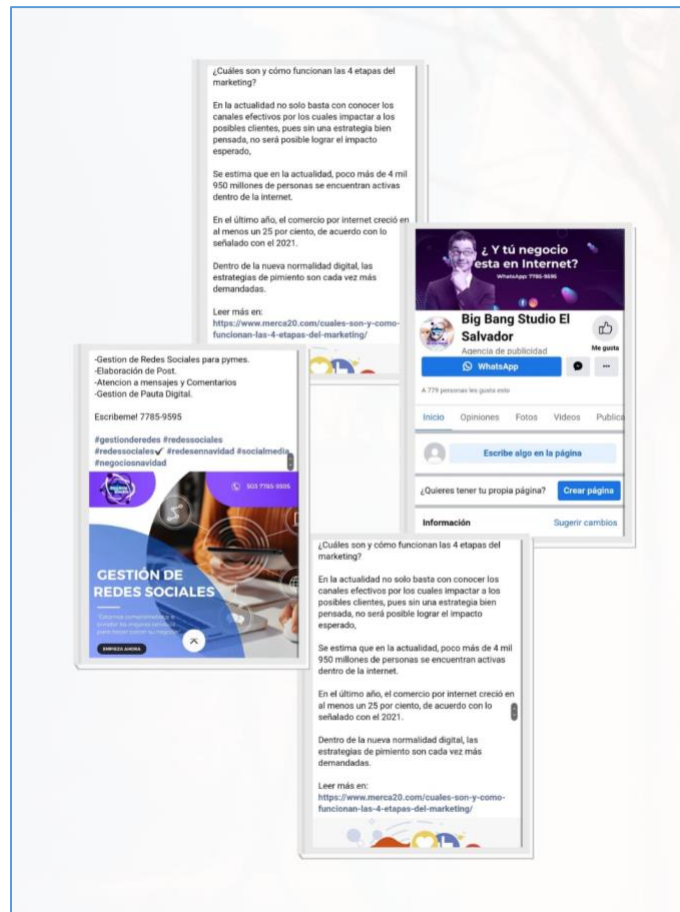 ¿Cuáles son y cómo funcionan las 4 etapas del
marketing?
En la actualidad no solo basta con conocer los
canales efectivos por los cuales impactar a los
posibles clientes, pues sin una estrategia bien
pensada, no será posible lograr el impacto
esperado,
Se estima que en la actualidad, poco más de 4 mil
950 millones de personas se encuentran activas
dentro de la internet.
En el último año, el comercio por internet creció en
al menos un 25 por ciento, de acuerdo con lo
señalado con el 2021.
Dentro de la nueva normalidad digital, las
estrategias de pimiento son cada vez más
demandadas.
Leer más en:
https://www.merca20.com/cuales-son-y-como-
funcionan-las-4-etapas-del-marketing/
¿ Y tú negocio
esta en Internet?
WhatsApp 7785-9595
Big Bang Studio El
Salvador
Agencia de publicidad
Me gusta
WhatsApp
A 779 personas les gusta esto
Inicio Opiniones Fotos Videos Publica
Escribe algo en la página
¿Quieres tener tu propia página? Crear página
Información Sugerir cambios
-Gestion de Redes Sociales para pymes.
-Elaboración de Post.
-Atencion a mensajes y Comentarios
-Gestion de Pauta Digital.
Escribeme! 7785-9595
#gestionderedes #redessociales
#redessociales✔ #redesennavidad #socialmedia
#negociosnavidad
503 7785-9595
GESTIÓN DE
REDES SOCIALES
EMPIEZA AHORA
¿Cuáles son y cómo funcionan las 4 etapas del
marketing?
En la actualidad no solo basta con conocer los
canales efectivos por los cuales impactar a los
posibles clientes, pues sin una estrategia bien
pensada, no será posible lograr el impacto
esperado,
Se estima que en la actualidad, poco más de 4 mil
950 millones de personas se encuentran activas
dentro de la internet.
En el último año, el comercio por internet creció en
al menos un 25 por ciento, de acuerdo con lo
señalado con el 2021.
Dentro de la nueva normalidad digital, las
estrategias de pimiento son cada vez más
demandadas.
Leer más en:
https://www.merca20.com/cuales-son-y-como-
funcionan-las-4-etapas-del-marketing/